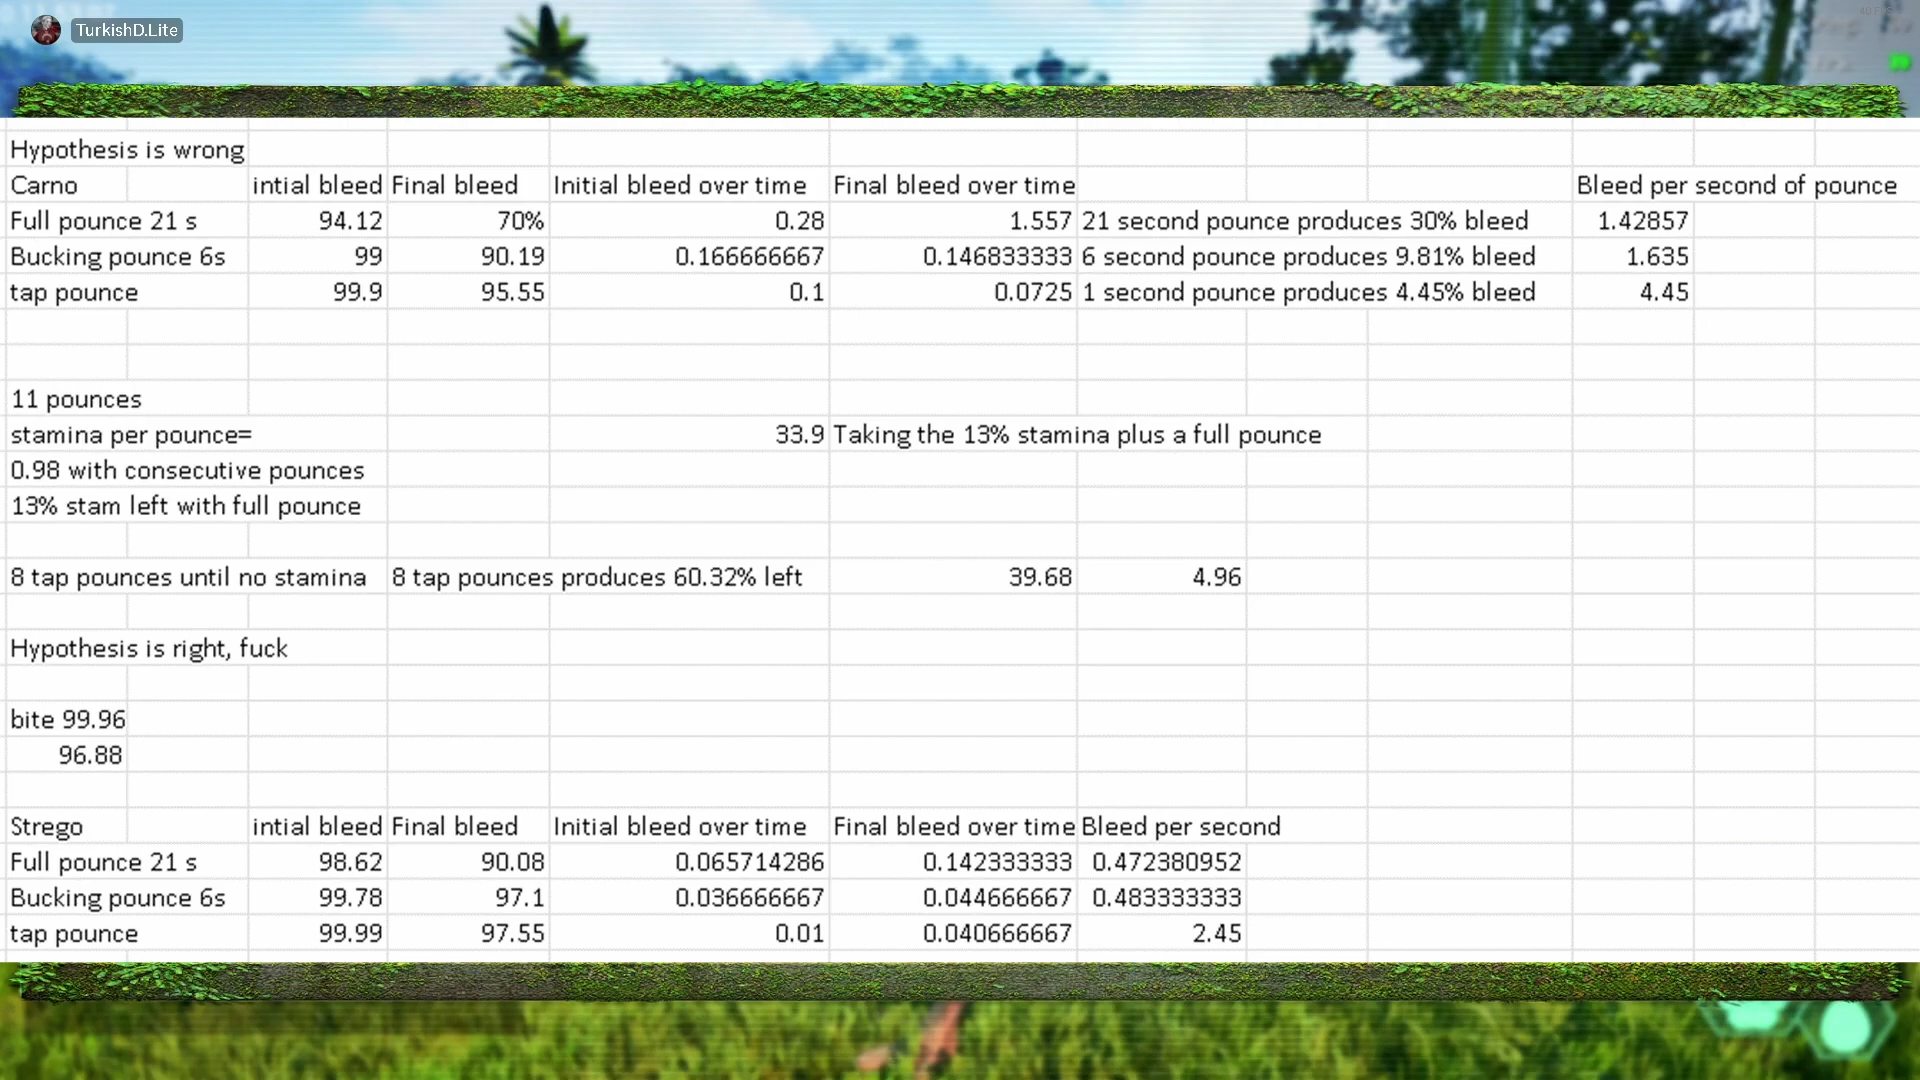 TurkishD.Lite
Hypothesis is wrong
Carno intial bleed Final bleed Initial bleed over time Final bleed over time Bleed per second of pounce
Full pounce 21 s 94.12 70% 0.28 1.557 21 second pounce produces 30% bleed 1.42857
Bucking pounce 6s 99 90.19 0.166666667 0.146833333 6 second pounce produces 9.81% bleed 1.635
tap pounce 99.9 95.55 0.1 0.0725 1 second pounce produces 4.45% bleed 4.45
11 pounces
stamina per pounce= 33.9 Taking the 13% stamina plus a full pounce
0.98 with consecutive pounces
13% stam left with full pounce
8 tap pounces until no stamina 8 tap pounces produces 60.32% left 39.68 4.96
Hypothesis is right, fuck
bite 99.96
96.88
Strego intial bleed Final bleed Initial bleed over time Final bleed over time Bleed per second
Full pounce 21 s 98.62 90.08 0.065714286 0.142333333 0.472380952
Bucking pounce 6s 99.78 97.1 0.036666667 0.044666667 0.483333333
tap pounce 99.99 97.55 0.01 0.040666667 2.45